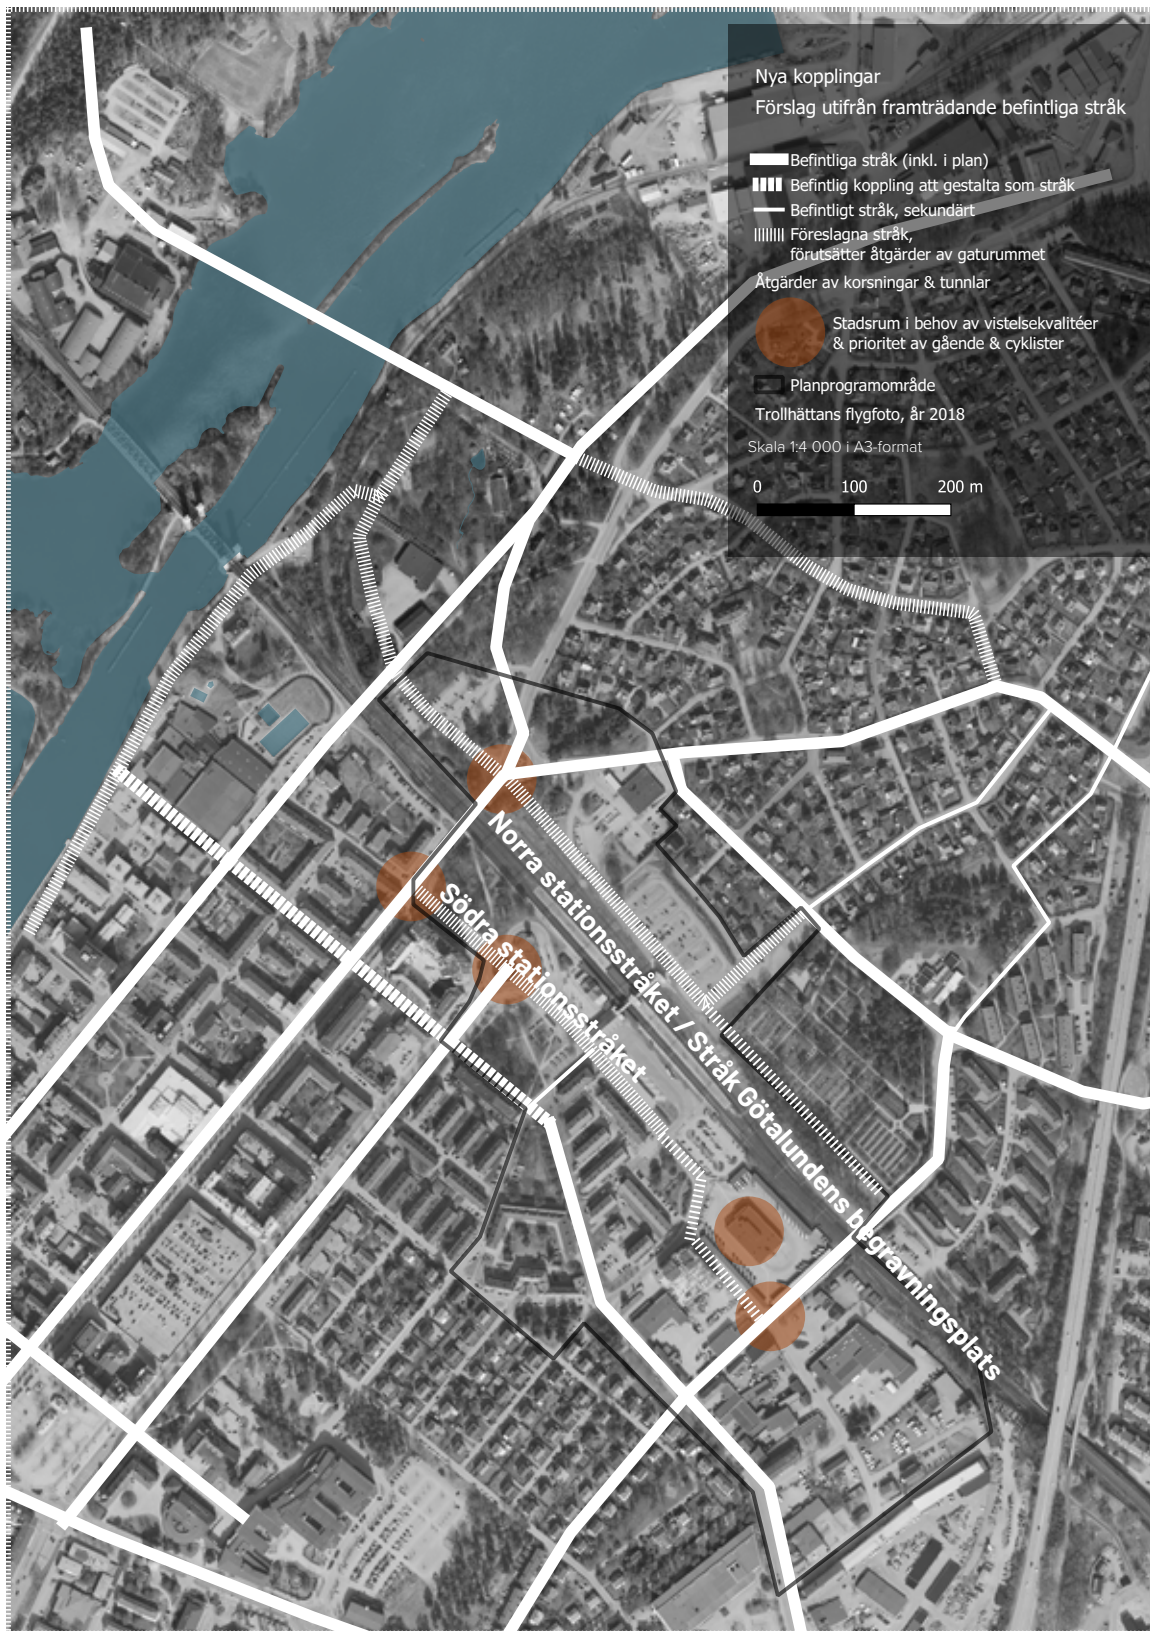 Nya kopplingar
Förslag utifrån framträdande befintliga stråk
Befintliga stråk (inkl. i plan)
Befintlig koppling att gestalta som stråk
Befintligt stråk, sekundärt
Föreslagna stråk,
förutsätter åtgärder av gaturummet
Åtgärder av korsningar & tunnlar
Stadsrum i behov av vistelsekvalitéer
& prioritet av gående & cyklister
Planprogramområde
Trollhättans flygfoto, år 2018
Skala 1:4 000 i A3-format
0 100 200 m
Norra stationsstråket / Stråk Götalundens begravningsplats
Södra stationsstråket